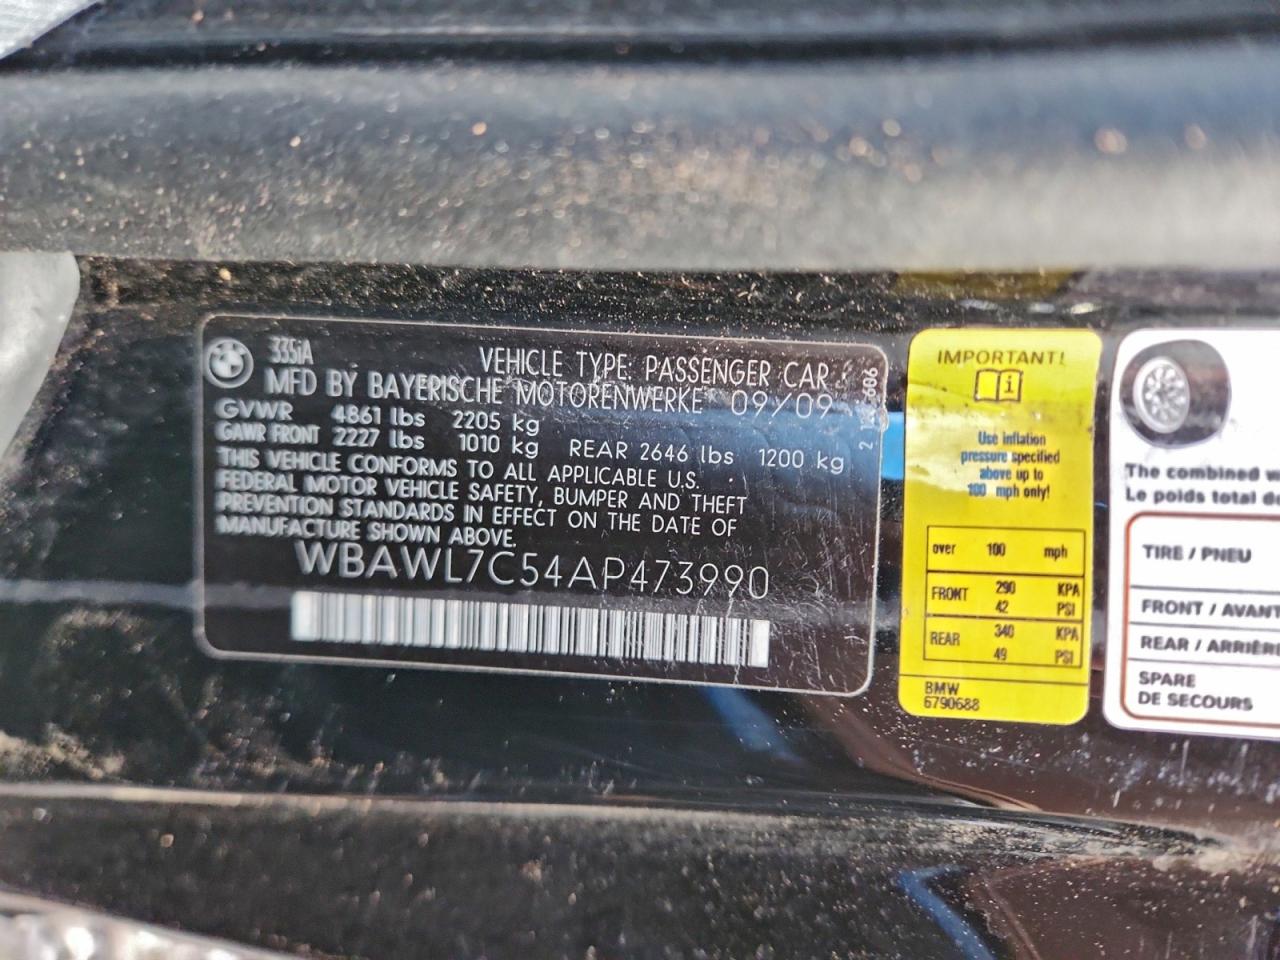 335iA
VEHICLE TYPE: PASSENGER CAR
MFD BY BAYERISCHE MOTORENWERKE 09/09
GVWR 4861 lbs 2205 kg
GAWR FRONT 2227 lbs 1010 kg REAR 2646 lbs 1200 kg
THIS VEHICLE CONFORMS TO ALL APPLICABLE U.S.
FEDERAL MOTOR VEHICLE SAFETY, BUMPER AND THEFT
PREVENTION STANDARDS IN EFFECT ON THE DATE OF
MANUFACTURE SHOWN ABOVE.
WBAWL7C54AP473990
IMPORTANT!
i
Use inflation
pressure specified
above up to
100 mph only!
over 100 mph
FRONT 290 KPA
42 PSI
REAR 340 KPA
49 PSI
BMW
6790688
The combined
Le poids total
TIRE / PNEU
FRONT / AVANT
REAR / ARRIÈRE
SPARE
DE SECOURS